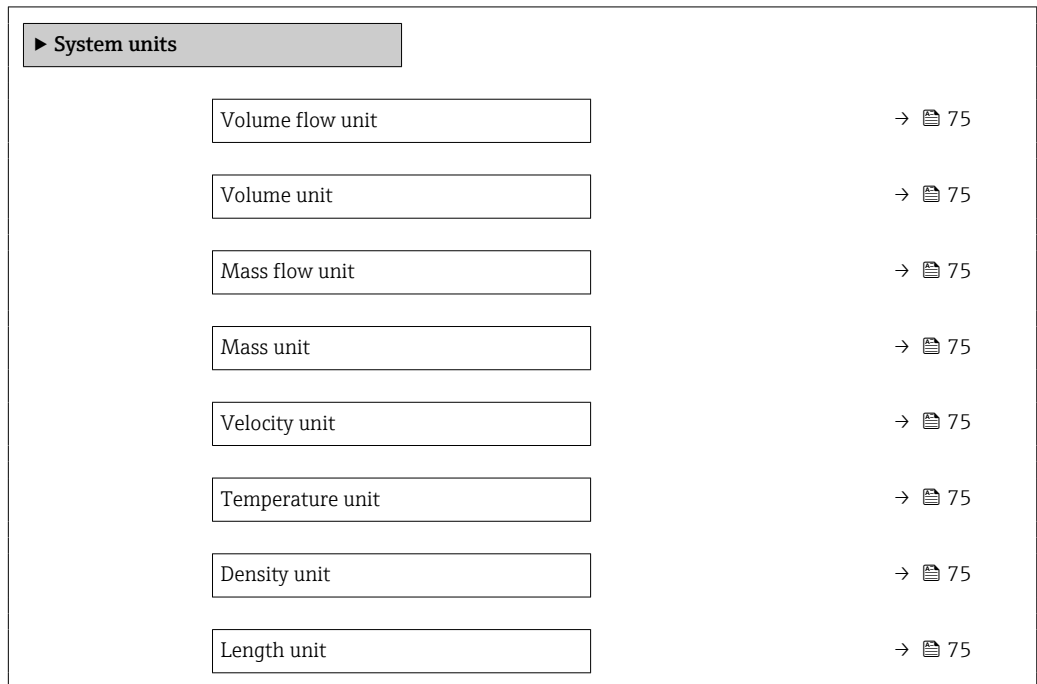 ▶ System units
Volume flow unit → 🖹 75
Volume unit → 🖹 75
Mass flow unit → 🖹 75
Mass unit → 🖹 75
Velocity unit → 🖹 75
Temperature unit → 🖹 75
Density unit → 🖹 75
Length unit → 🖹 75